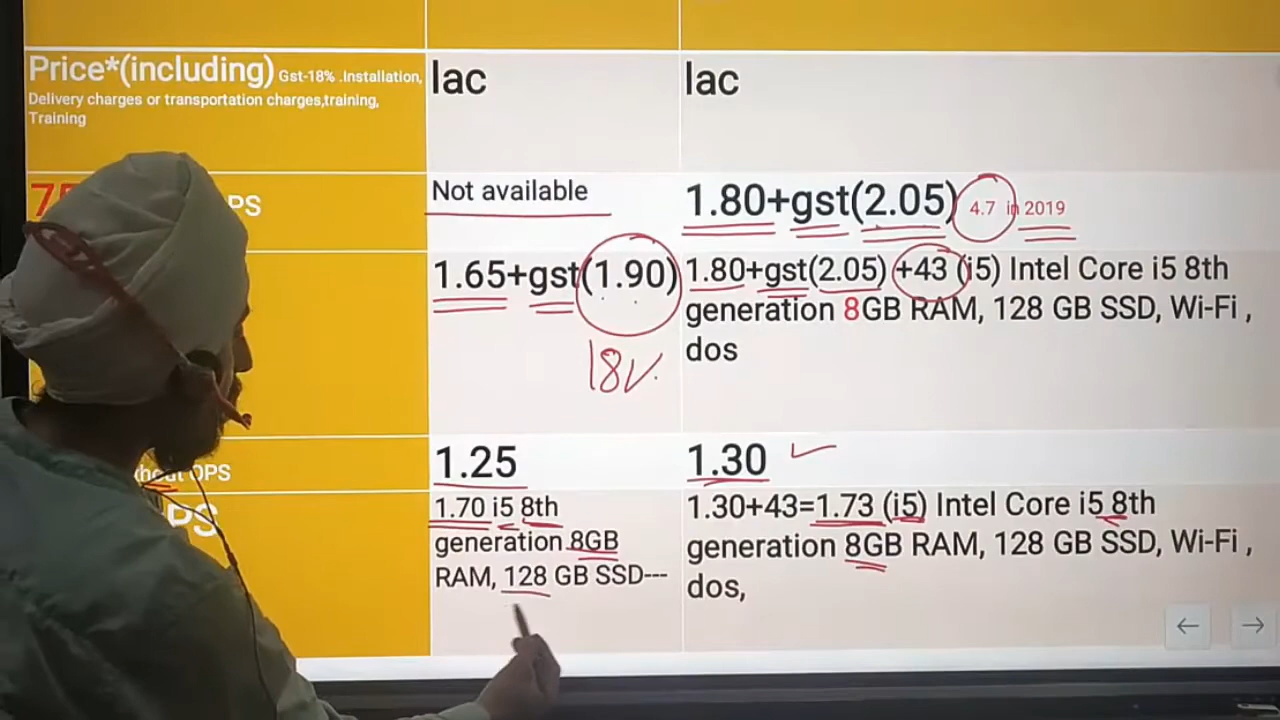 Price*(including) Gst-18% .Installation,
Delivery charges or transportation charges,training,
Training
lac
lac
PS
Not available
1.80+gst(2.05) 4.7 in 2019
1.65+gst(1.90)
18V.
1.80+gst(2.05) +43 (i5) Intel Core i5 8th
generation 8GB RAM, 128 GB SSD, Wi-Fi ,
dos
OPS
1.25
1.30
PS
1.70 i5 8th
generation 8GB
RAM, 128 GB SSD---
1.30+43=1.73 (i5) Intel Core i5 8th
generation 8GB RAM, 128 GB SSD, Wi-Fi ,
dos,